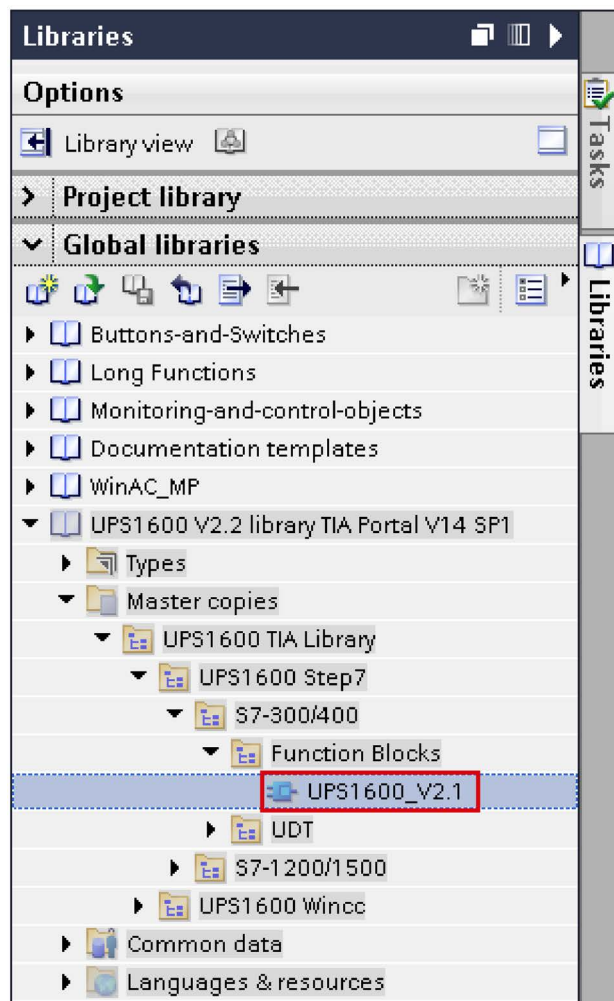 Libraries
Options
Library view
Project library
Global libraries
Buttons-and-Switches
Long Functions
Monitoring-and-control-objects
Documentation templates
WinAC_MP
UPS1600 V2.2 library TIA Portal V14 SP1
Types
Master copies
UPS1600 TIA Library
UPS1600 Step7
S7-300/400
Function Blocks
UPS1600_V2.1
UDT
S7-1200/1500
UPS1600 Wincc
Common data
Languages & resources
Tasks
Libraries